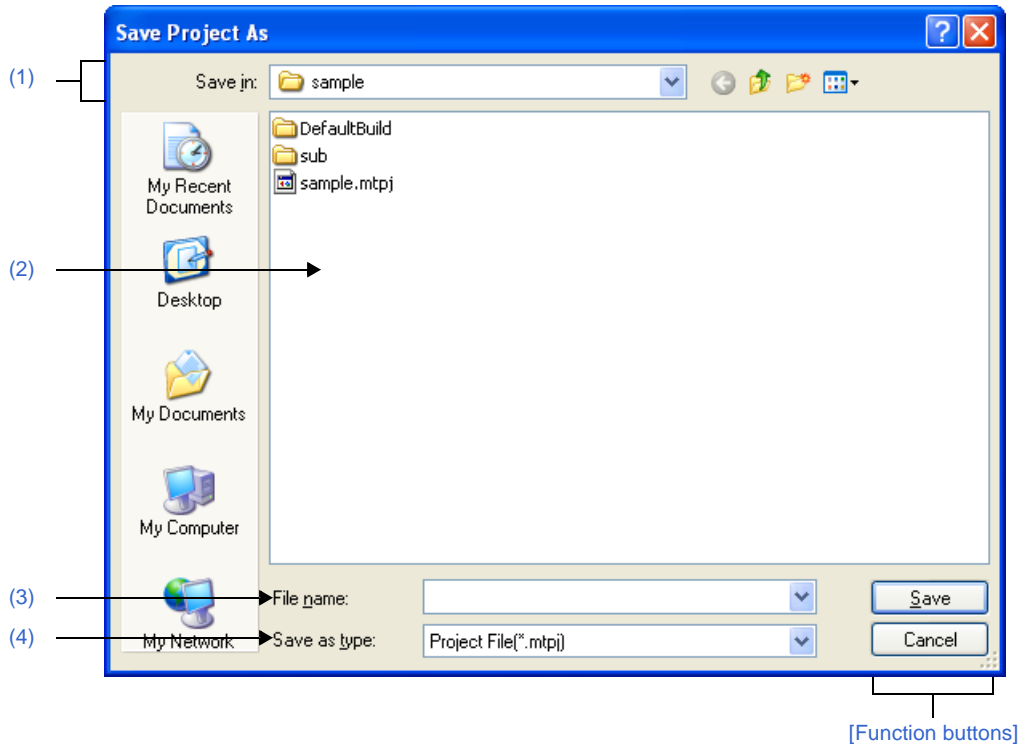 Save Project As
(1)
Save in:
sample
DefaultBuild
sub
sample.mtpj
My Recent
Documents
(2)
Desktop
My Documents
My Computer
(3)
File name:
Save
(4)
My Network
Save as type:
Project File(*.mtpj)
Cancel
[Function buttons]